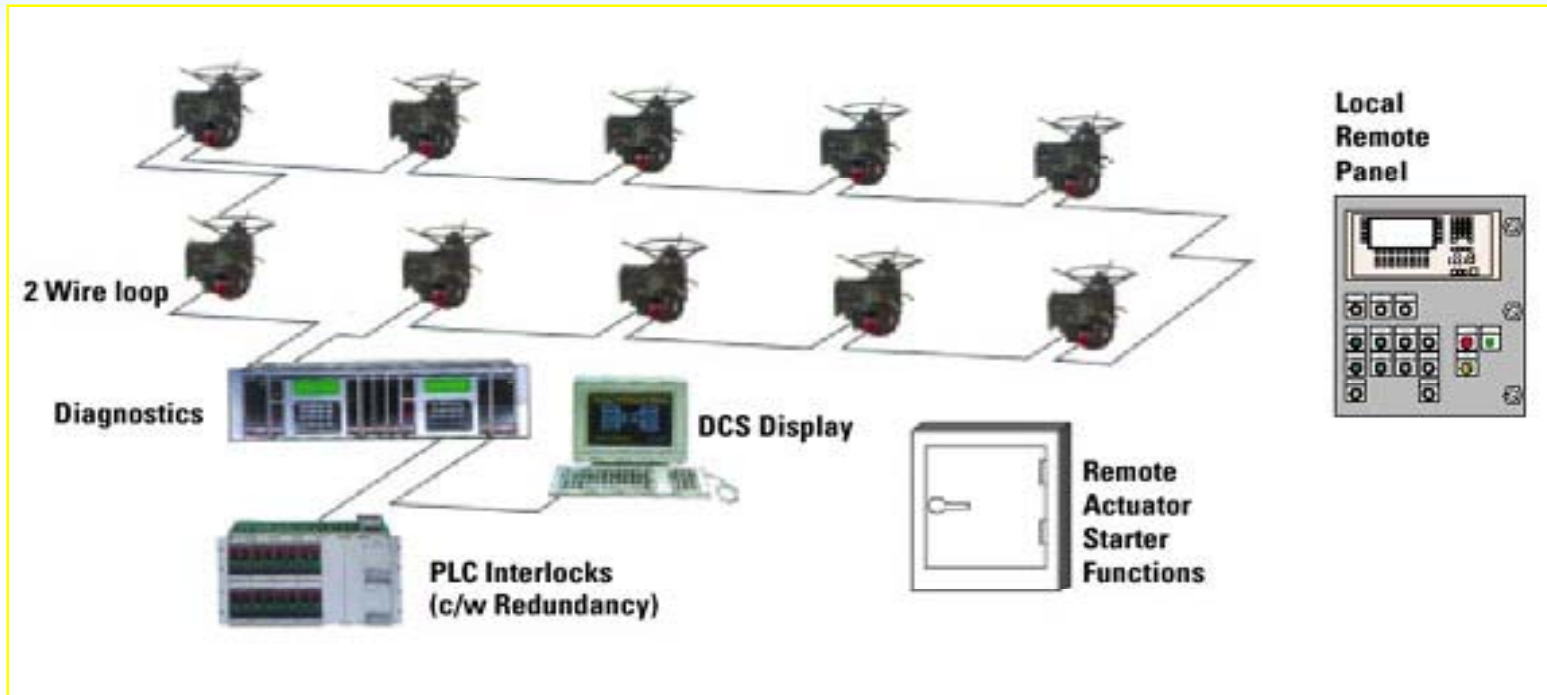 Local
Remote
Panel
2 Wire loop
Diagnostics
DCS Display
Remote
Actuator
Starter
Functions
PLC Interlocks
(c/w Redundancy)